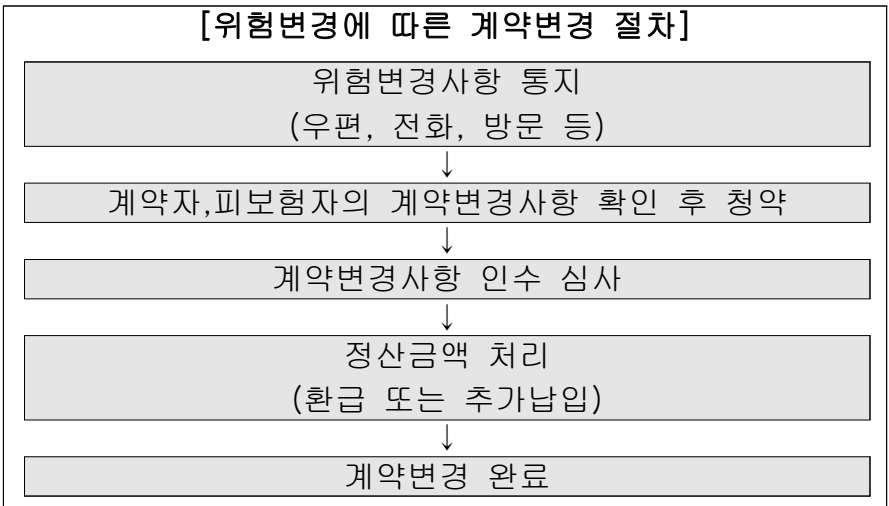 [위험변경에 따른 계약변경 절차]
위험변경사항 통지
(우편, 전화, 방문 등)
↓
계약자,피보험자의 계약변경사항 확인 후 청약
↓
계약변경사항 인수 심사
↓
정산금액 처리
(환급 또는 추가납입)
↓
계약변경 완료